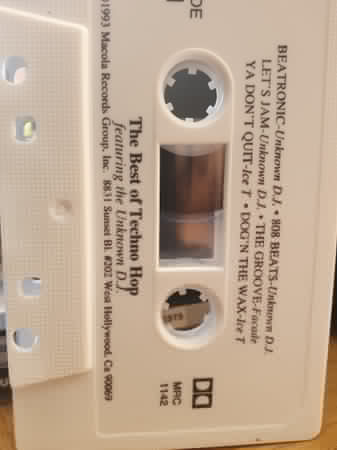 BEATRONIC-Unknown D.J. • 808 BEATS-Unknown D.J.
LET'S JAM-Unknown D.J. • THE GROOVE-Facade
YA DON'T QUIT-Ice T • DOG'N THE WAX-Ice T
DE
MRC
1142
The Best of Techno Hop
featuring the Unknown D.J.
1993 Macola Records Group, Inc. 8831 Sunset Bl. #202 West Hollywood, Ca 90069